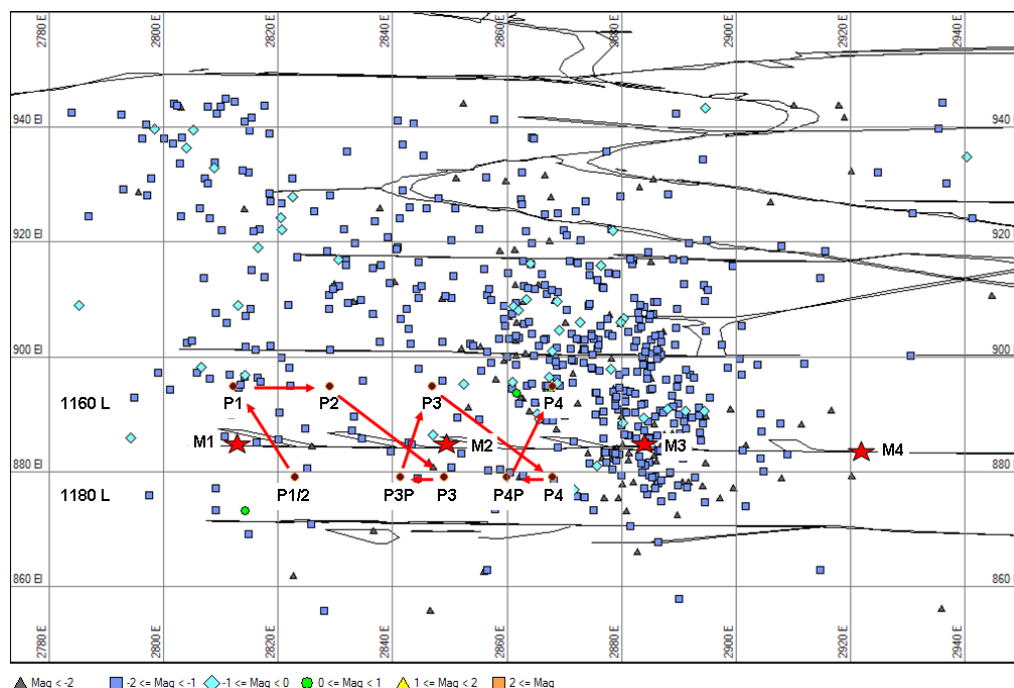 2780 E 2800 E 2820 E 2840 E 2860 E 2880 E 2900 E 2920 E 2940 E
940 El 940 El
920 El 920 El
900 El 900 El
1160 L P1 P2 P3 P4
M1 M2 M3 M4
880 El 880 El
1180 L P1/2 P3P P3 P4P P4
860 El 860 El
2780 E 2800 E 2820 E 2840 E 2860 E 2880 E 2900 E 2920 E 2940 E
Mag < -2 -2 <= Mag < -1 -1 <= Mag < 0 0 <= Mag < 1 1 <= Mag < 2 2 <= Mag